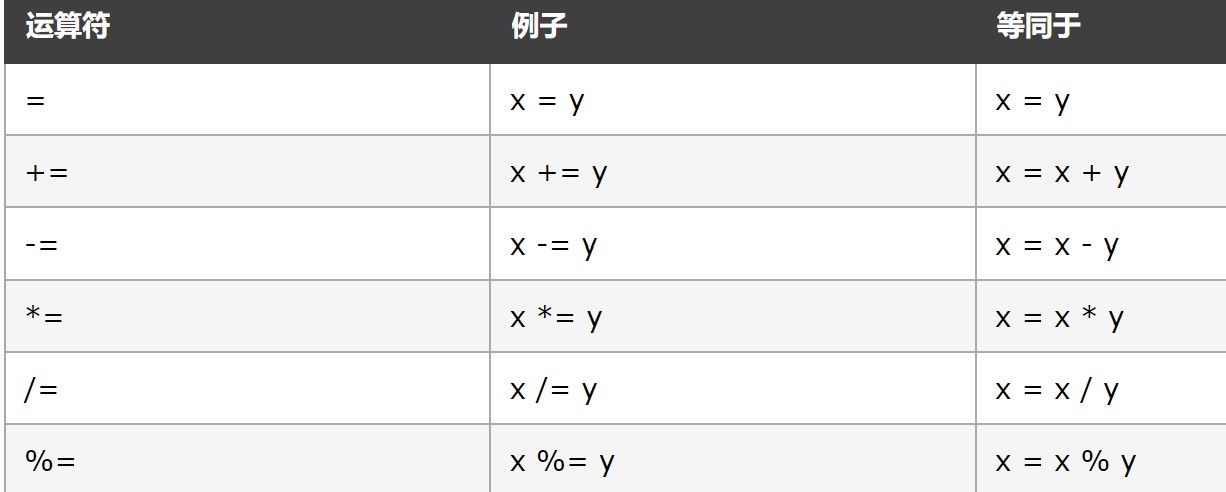 运算符 例子 等同于
= x = y x = y
+= x += y x = x + y
-= x -= y x = x - y
*= x *= y x = x * y
/= x /= y x = x / y
%= x %= y x = x % y